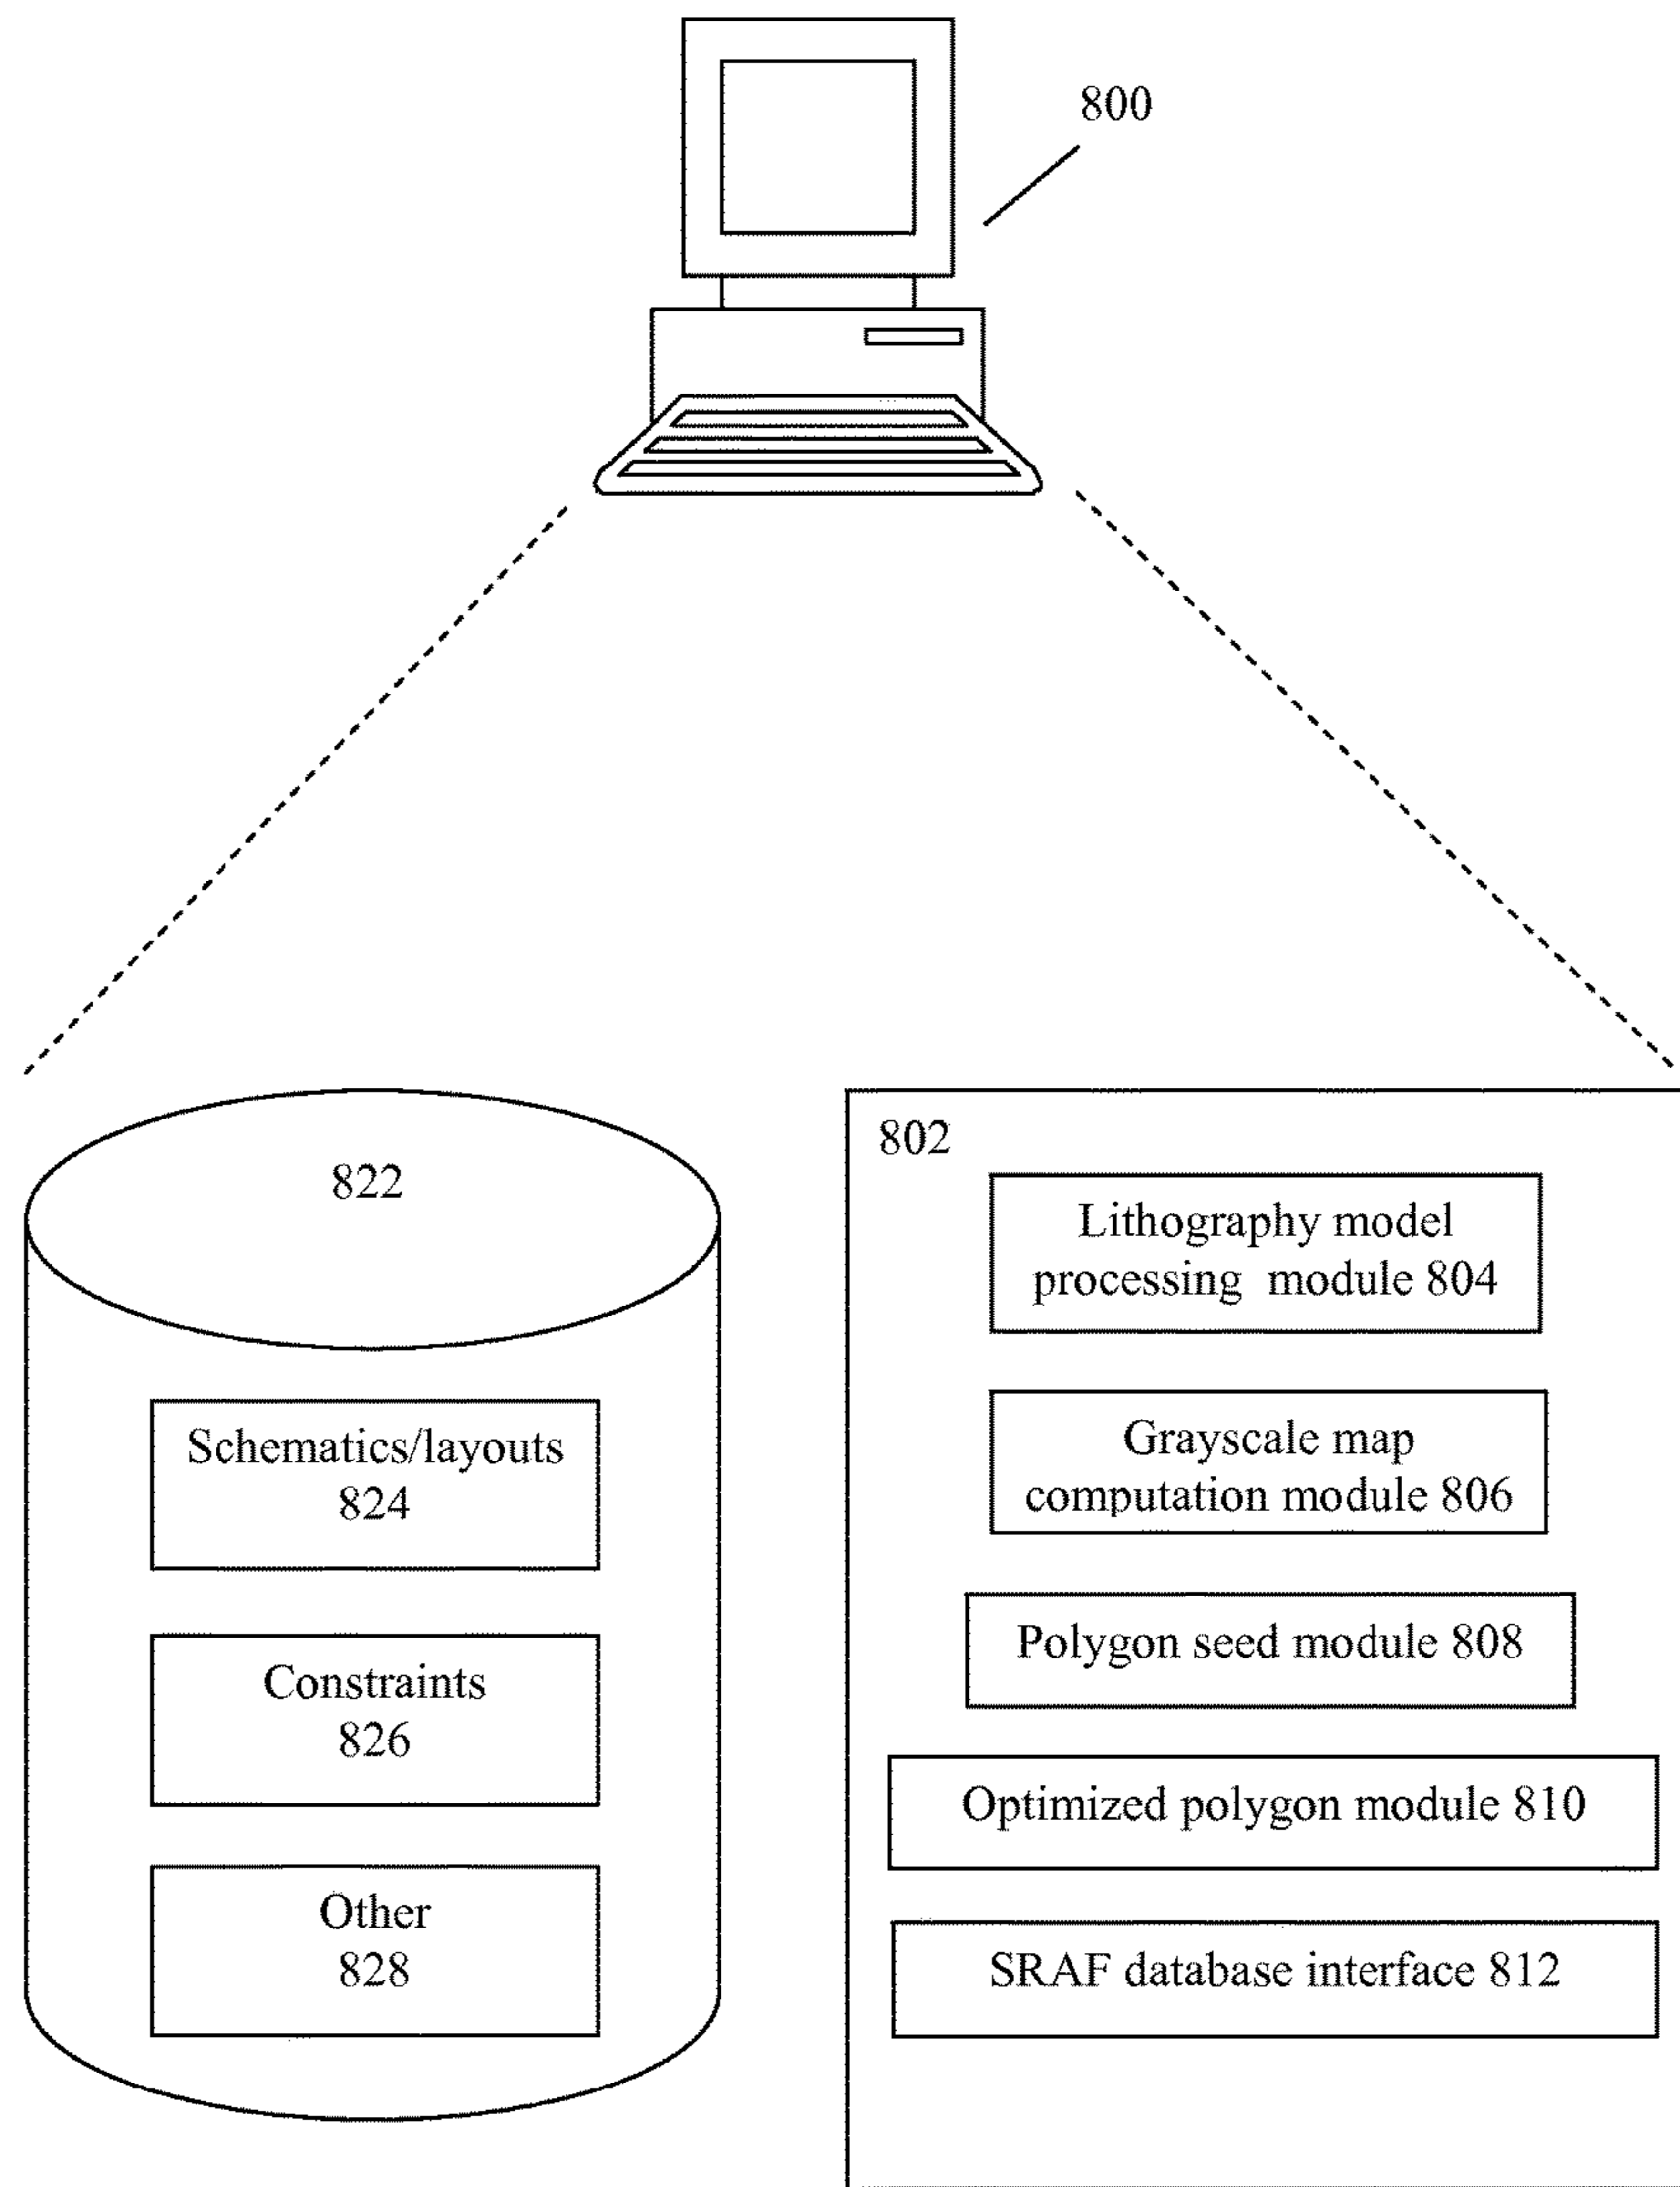 800
822
Schematics/layouts
824
Constraints
826
Other
828
802
Lithography model
processing module 804
Grayscale map
computation module 806
Polygon seed module 808
Optimized polygon module 810
SRAF database interface 812